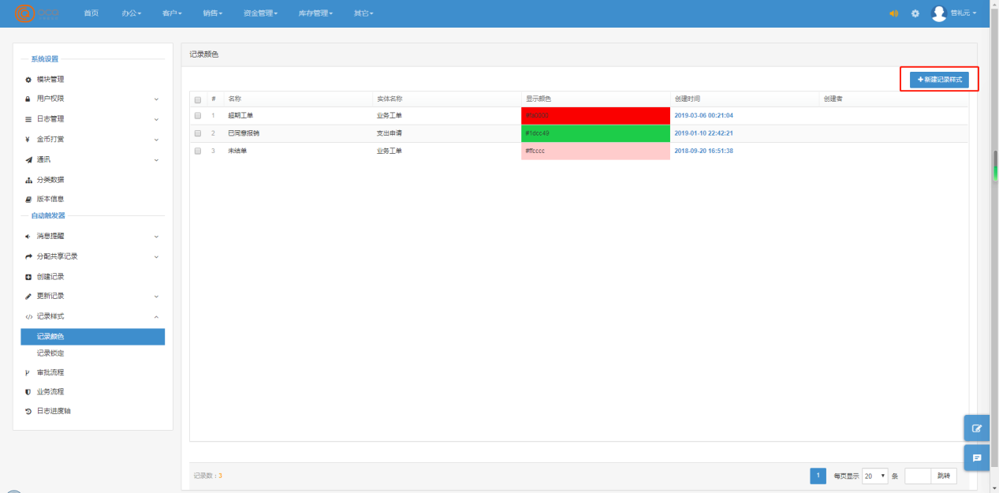 首页 办公 客户 销售 资金管理 库存管理 其它 管礼元
系统设置
模块管理
用户权限
日志管理
金币打赏
通讯
分类数据
版本信息
自动触发器
消息提醒
分配共享记录
创建记录
更新记录
记录样式
记录颜色
记录锁定
审批流程
业务流程
日志进度轴
记录颜色
+新建记录样式
# 名称 实体名称 显示颜色 创建时间 创建者
1 超期工单 业务工单 2019-03-06 00:21:04
2 已同意报销 支出申请 #1dcc49 2019-01-10 22:42:21
3 未结单 业务工单 #ffcccc 2018-09-20 16:51:38
记录数：3
1 每页显示 20 条 跳转